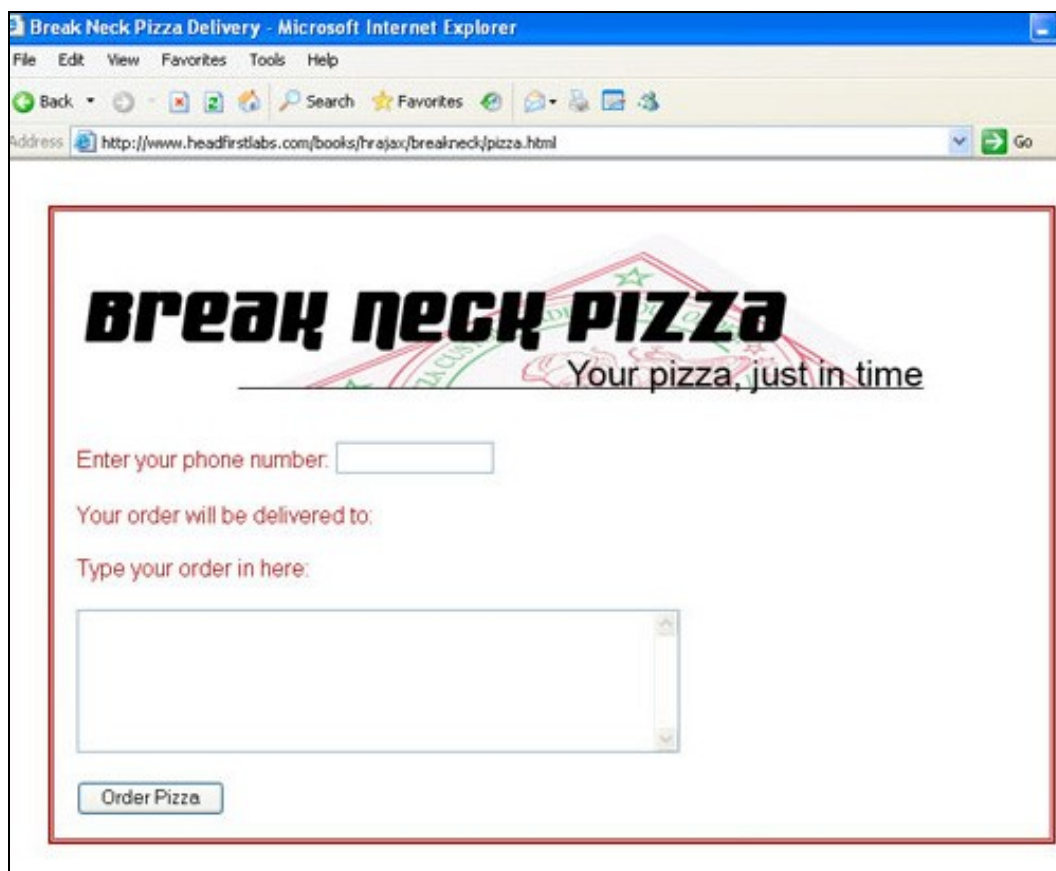 Break Neck Pizza Delivery - Microsoft Internet Explorer
File Edit View Favorites Tools Help
Back Search Favorites
Address http://www.headfirstlabs.com/books/hrajax/breakneck/pizza.html Go
Break Neck Pizza
Your pizza, just in time
Enter your phone number:
Your order will be delivered to:
Type your order in here:
Order Pizza